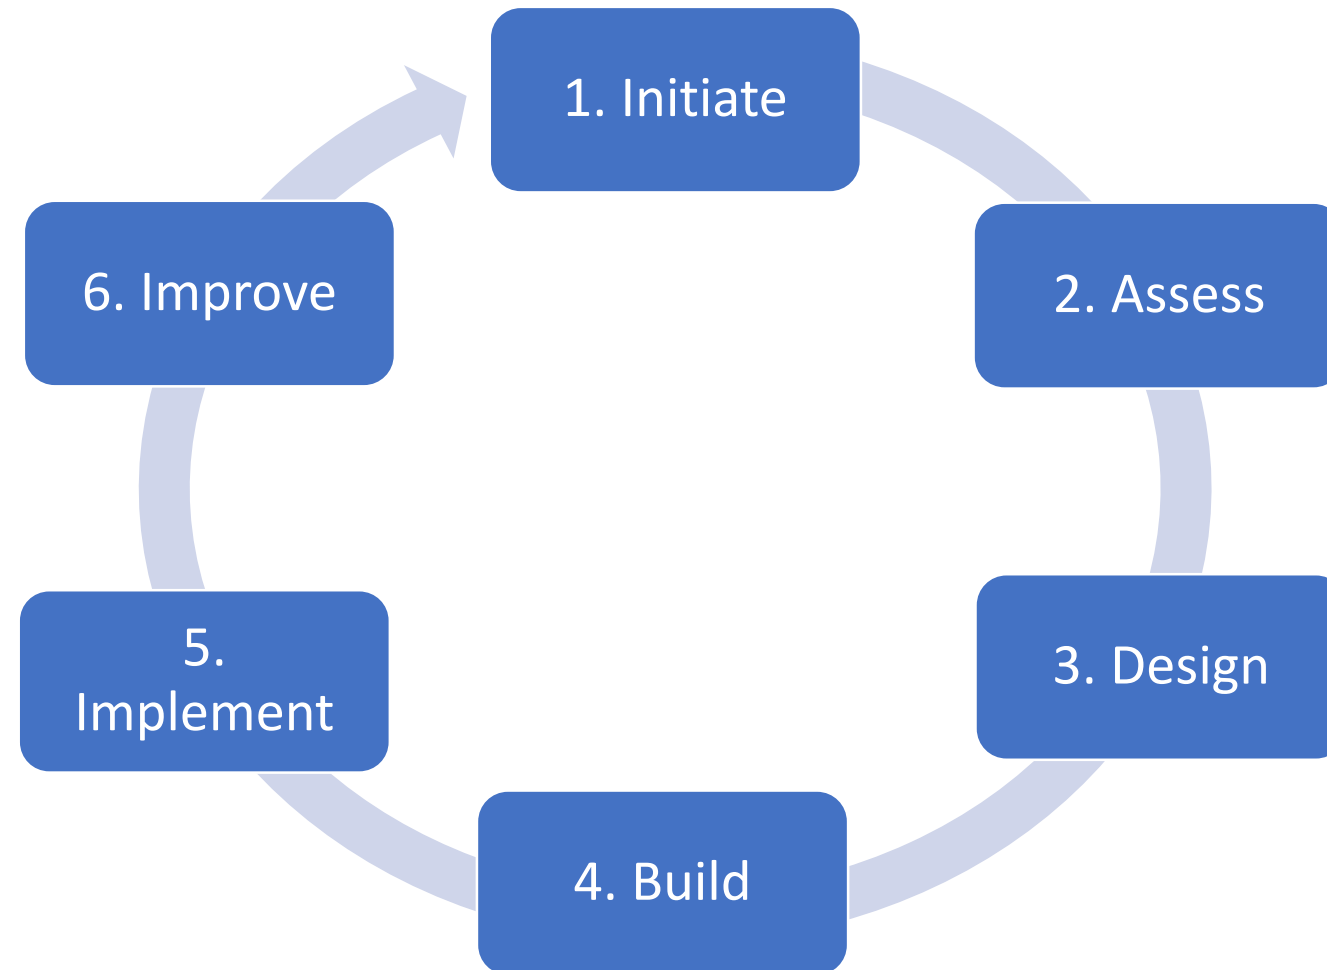 1. Initiate
2. Assess
3. Design
4. Build
5.
Implement
6. Improve